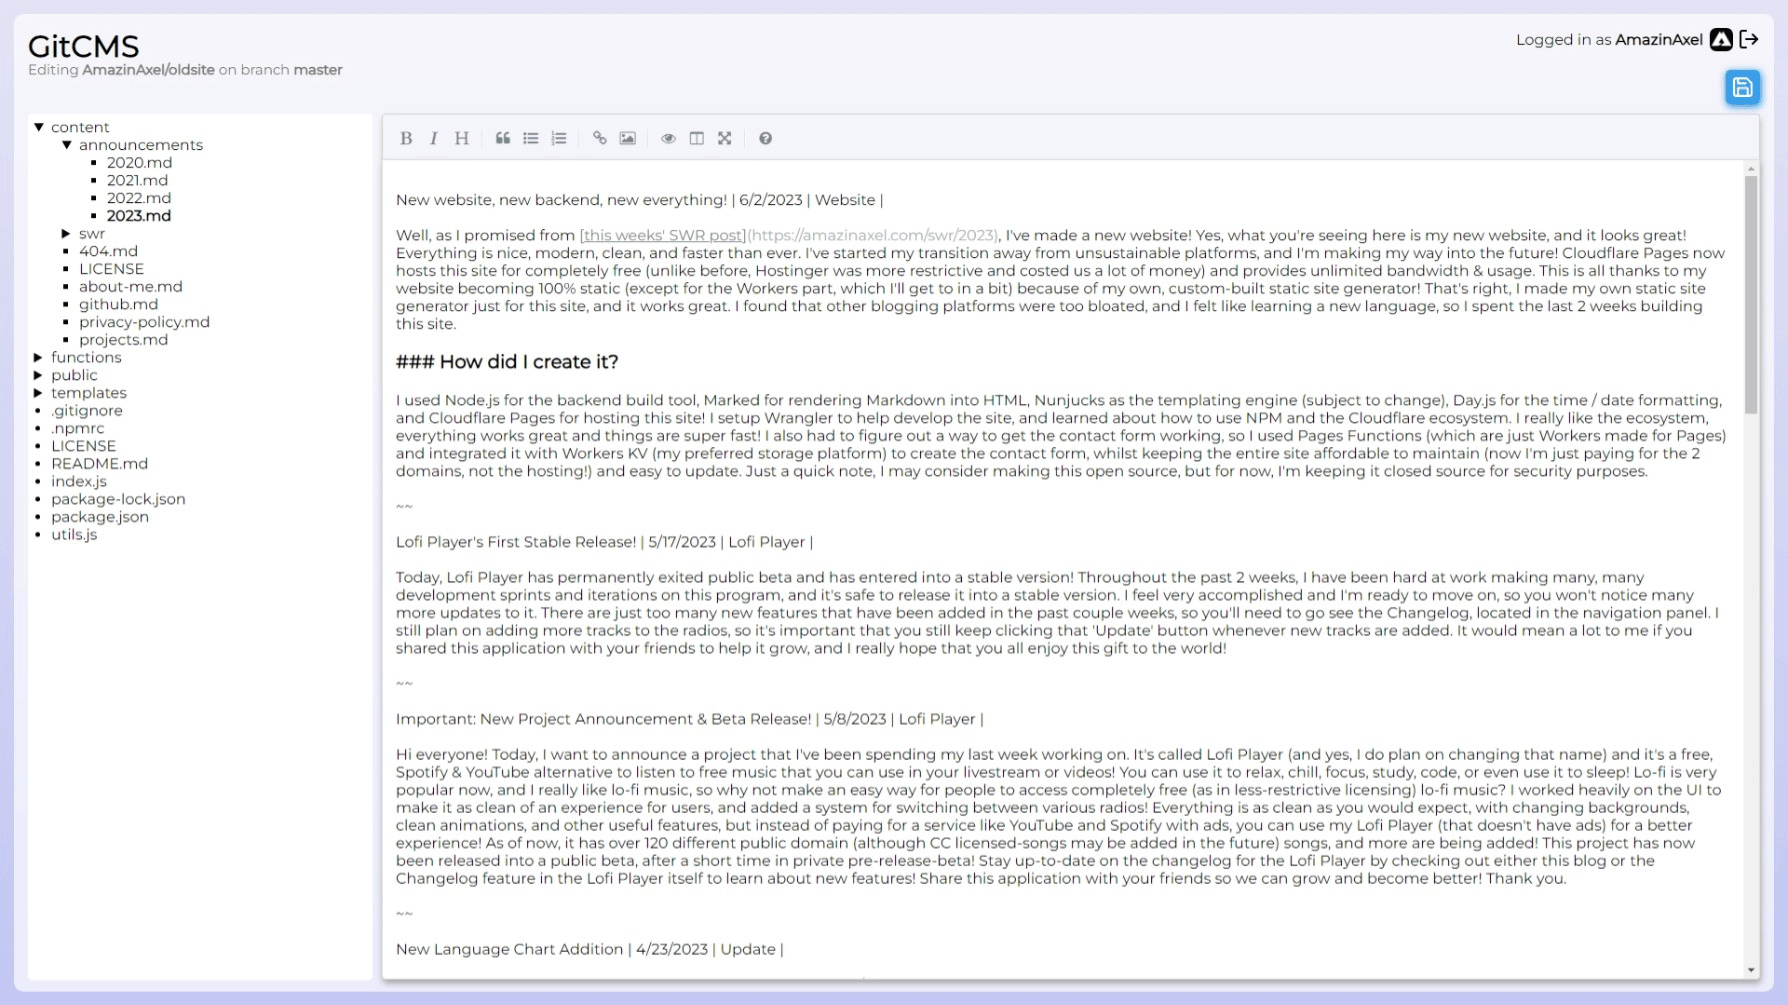 GitCMS
Editing AmazinAxel/oldsite on branch master
Logged in as AmazinAxel
content
announcements
2020.md
2021.md
2022.md
2023.md
swr
404.md
LICENSE
about-me.md
github.md
privacy-policy.md
projects.md
functions
public
templates
.gitignore
.npmrc
LICENSE
README.md
index.js
package-lock.json
package.json
utils.js
B I H
New website, new backend, new everything! | 6/2/2023 | Website |
Well, as I promised from [this weeks' SWR post](https://amazinaxel.com/swr/2023), I've made a new website! Yes, what you're seeing here is my new website, and it looks great!
Everything is nice, modern, clean, and faster than ever. I've started my transition away from unsustainable platforms, and I'm making my way into the future! Cloudflare Pages now
hosts this site for completely free (unlike before, Hostinger was more restrictive and costed us a lot of money) and provides unlimited bandwidth & usage. This is all thanks to my
website becoming 100% static (except for the Workers part, which I'll get to in a bit) because of my own, custom-built static site generator! That's right, I made my own static site
generator just for this site, and it works great. I found that other blogging platforms were too bloated, and I felt like learning a new language, so I spent the last 2 weeks building
this site.
### How did I create it?
I used Node.js for the backend build tool, Marked for rendering Markdown into HTML, Nunjucks as the templating engine (subject to change), Day.js for the time / date formatting,
and Cloudflare Pages for hosting this site! I setup Wrangler to help develop the site, and learned about how to use NPM and the Cloudflare ecosystem. I really like the ecosystem,
everything works great and things are super fast! I also had to figure out a way to get the contact form working, so I used Pages Functions (which are just Workers made for Pages)
and integrated it with Workers KV (my preferred storage platform) to create the contact form, whilst keeping the entire site affordable to maintain (now I'm just paying for the 2
domains, not the hosting!) and easy to update. Just a quick note, I may consider making this open source, but for now, I'm keeping it closed source for security purposes.
~~
Lofi Player's First Stable Release! | 5/17/2023 | Lofi Player |
Today, Lofi Player has permanently exited public beta and has entered into a stable version! Throughout the past 2 weeks, I have been hard at work making many, many
development sprints and iterations on this program, and it's safe to release it into a stable version. I feel very accomplished and I'm ready to move on, so you won't notice many
more updates to it. There are just too many new features that have been added in the past couple weeks, so you'll need to go see the Changelog, located in the navigation panel. I
still plan on adding more tracks to the radios, so it's important that you still keep clicking that 'Update' button whenever new tracks are added. It would mean a lot to me if you
shared this application with your friends to help it grow, and I really hope that you all enjoy this gift to the world!
~~
Important: New Project Announcement & Beta Release! | 5/8/2023 | Lofi Player |
Hi everyone! Today, I want to announce a project that I've been spending my last week working on. It's called Lofi Player (and yes, I do plan on changing that name) and it's a free,
Spotify & YouTube alternative to listen to free music that you can use in your livestream or videos! You can use it to relax, chill, focus, study, code, or even use it to sleep! Lo-fi is very
popular now, and I really like lo-fi music, so why not make an easy way for people to access completely free (as in less-restrictive licensing) lo-fi music? I worked heavily on the UI to
make it as clean of an experience for users, and added a system for switching between various radios! Everything is as clean as you would expect, with changing backgrounds,
clean animations, and other useful features, but instead of paying for a service like YouTube and Spotify with ads, you can use my Lofi Player (that doesn't have ads) for a better
experience! As of now, it has over 120 different public domain (although CC licensed-songs may be added in the future) songs, and more are being added! This project has now
been released into a public beta, after a short time in private pre-release-beta! Stay up-to-date on the changelog for the Lofi Player by checking out either this blog or the
Changelog feature in the Lofi Player itself to learn about new features! Share this application with your friends so we can grow and become better! Thank you.
~~
New Language Chart Addition | 4/23/2023 | Update |